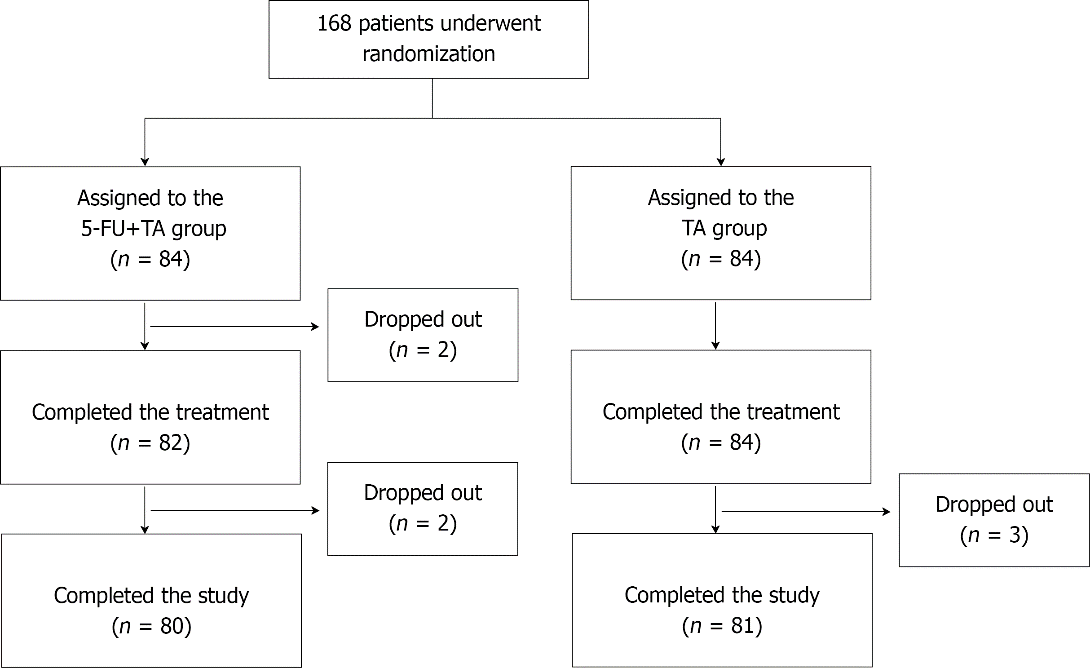 168 patients underwent
randomization
Assigned to the
5-FU+TA group
(n = 84)
Assigned to the
TA group
(n = 84)
Dropped out
(n = 2)
Completed the treatment
(n = 82)
Completed the treatment
(n = 84)
Dropped out
(n = 2)
Dropped out
(n = 3)
Completed the study
(n = 80)
Completed the study
(n = 81)